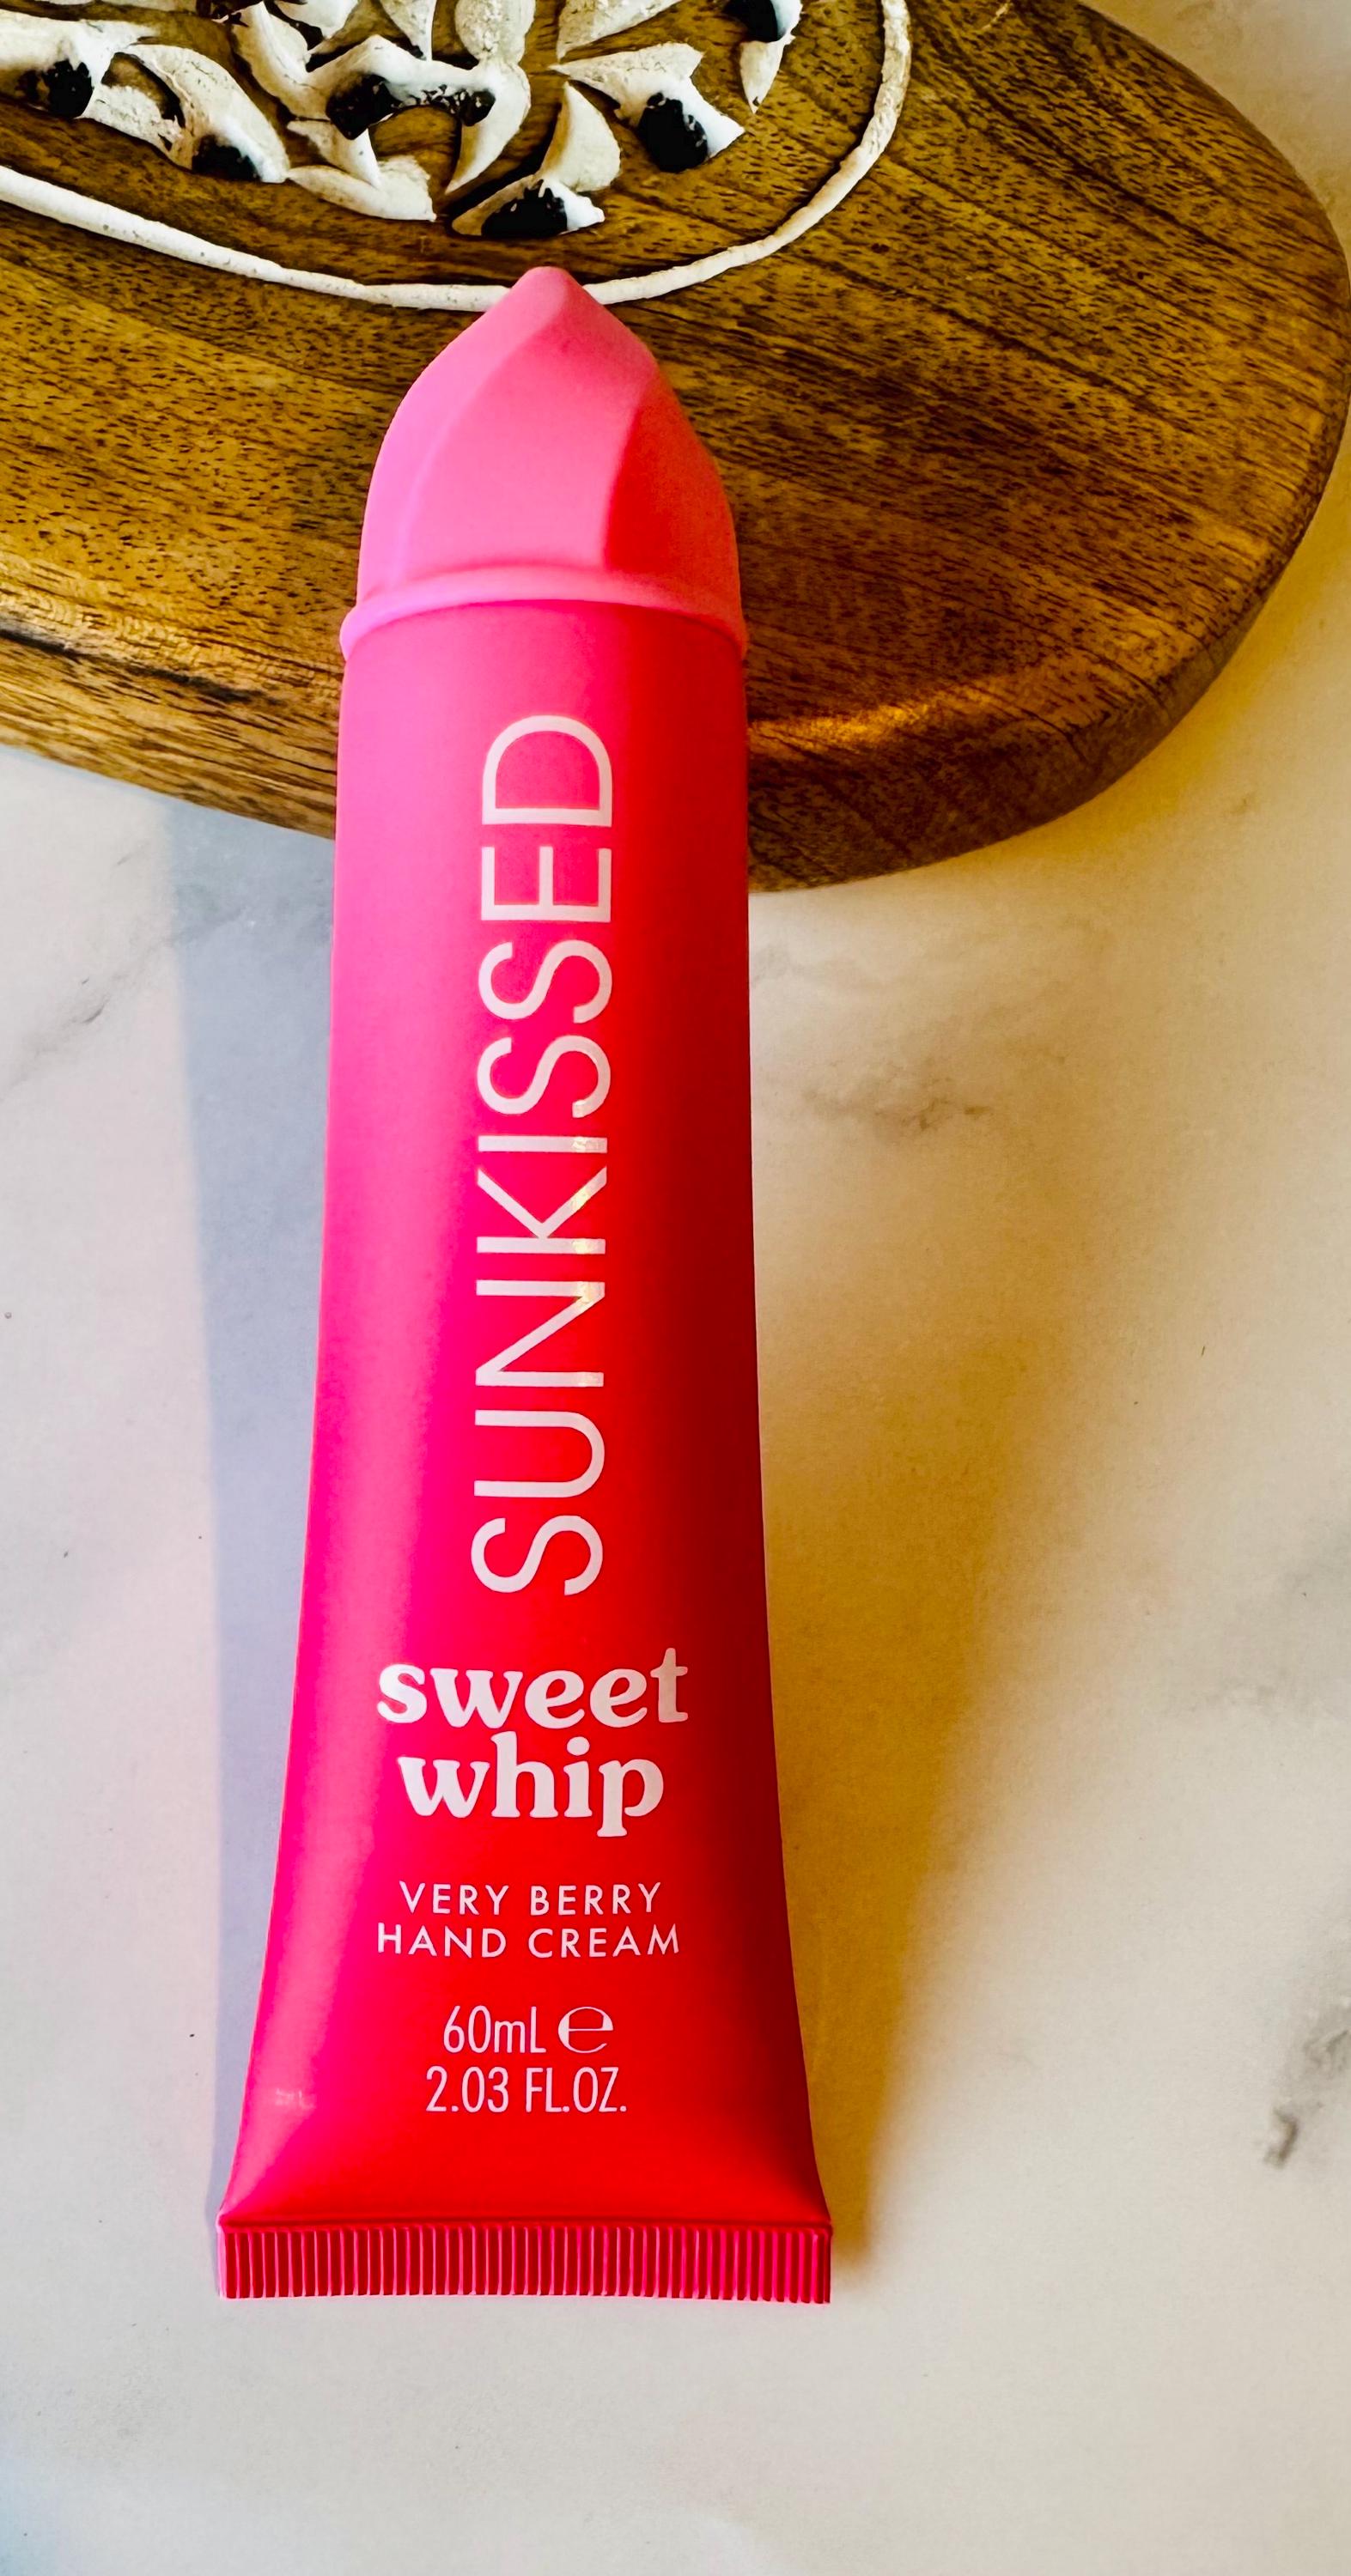 SUNKISSED
sweet
whip
VERY BERRY
HAND CREAM
60mL ℮
2.03 FL.OZ.